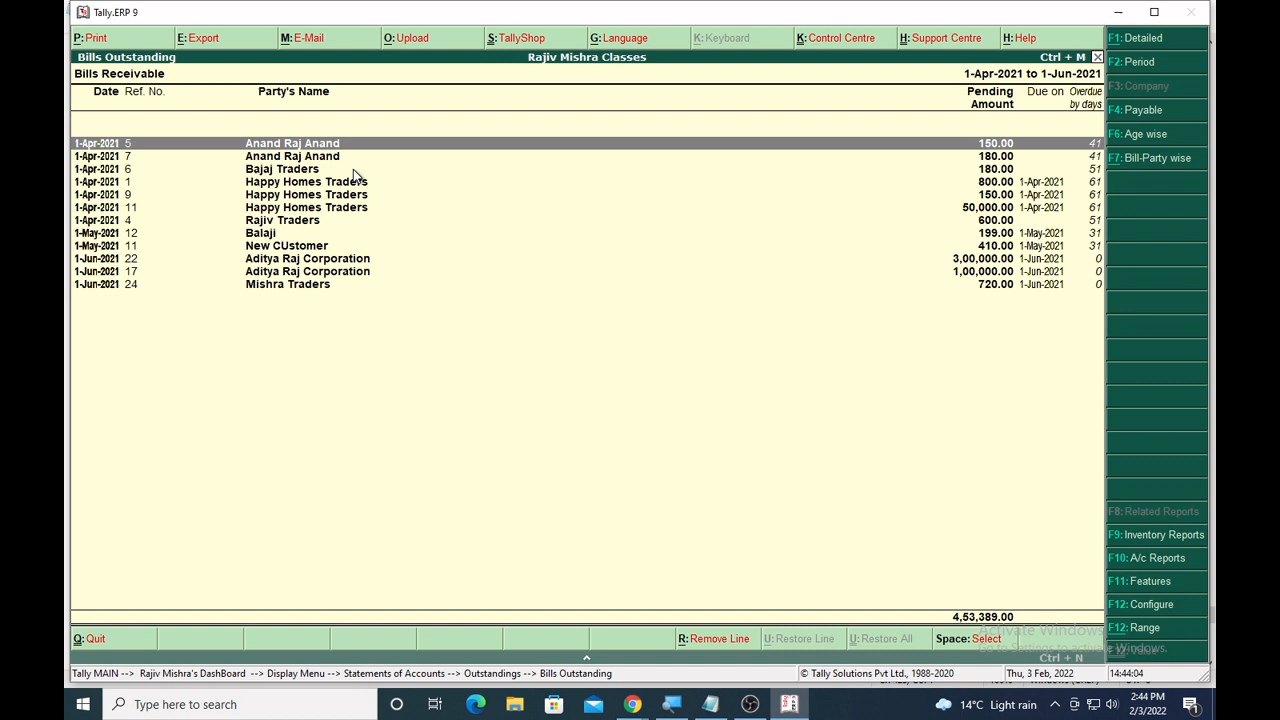 Tally.ERP 9
P: Print E: Export M: E-Mail O: Upload S: TallyShop G: Language K: Keyboard K: Control Centre H: Support Centre H: Help
Bills Outstanding Rajiv Mishra Classes Ctrl + M
Bills Receivable 1-Apr-2021 to 1-Jun-2021
Date Ref. No. Party's Name Pending Due on Overdue
Amount by days
1-Apr-2021 5 Anand Raj Anand 150.00 41
1-Apr-2021 7 Anand Raj Anand 180.00 41
1-Apr-2021 6 Bajaj Traders 180.00 51
1-Apr-2021 1 Happy Homes Traders 800.00 1-Apr-2021 61
1-Apr-2021 9 Happy Homes Traders 150.00 1-Apr-2021 61
1-Apr-2021 11 Happy Homes Traders 50,000.00 1-Apr-2021 61
1-Apr-2021 4 Rajiv Traders 600.00 51
1-May-2021 12 Balaji 199.00 1-May-2021 31
1-May-2021 11 New CUstomer 410.00 1-May-2021 31
1-Jun-2021 22 Aditya Raj Corporation 3,00,000.00 1-Jun-2021 0
1-Jun-2021 17 Aditya Raj Corporation 1,00,000.00 1-Jun-2021 0
1-Jun-2021 24 Mishra Traders 720.00 1-Jun-2021 0
4,53,389.00
F1: Detailed
F2: Period
F3: Company
F4: Payable
F6: Age wise
F7: Bill-Party wise
F8: Related Reports
F9: Inventory Reports
F10: A/c Reports
F11: Features
F12: Configure
F12: Range
Activate Windows
Go to Settings to activate Windows.
Q: Quit R: Remove Line U: Restore Line U: Restore All Space: Select
Ctrl + N
Tally MAIN --> Rajiv Mishra's DashBoard --> Display Menu --> Statements of Accounts --> Outstandings --> Bills Outstanding © Tally Solutions Pvt Ltd., 1988-2020 Thu, 3 Feb, 2022 14:44:04
Type here to search 14°C Light rain 2:44 PM
2/3/2022